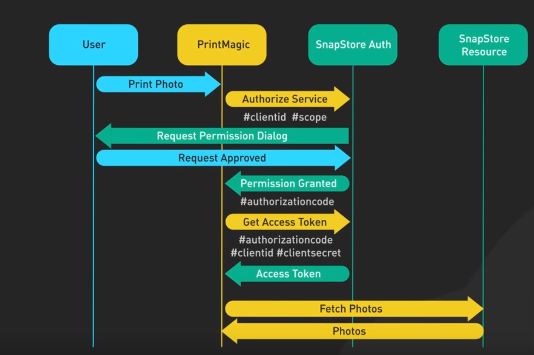 User
PrintMagic
SnapStore Auth
SnapStore
Resource
Print Photo
Authorize Service
#clientid #scope
Request Permission Dialog
Request Approved
Permission Granted
#authorizationcode
Get Access Token
#authorizationcode
#clientid #clientsecret
Access Token
Fetch Photos
Photos